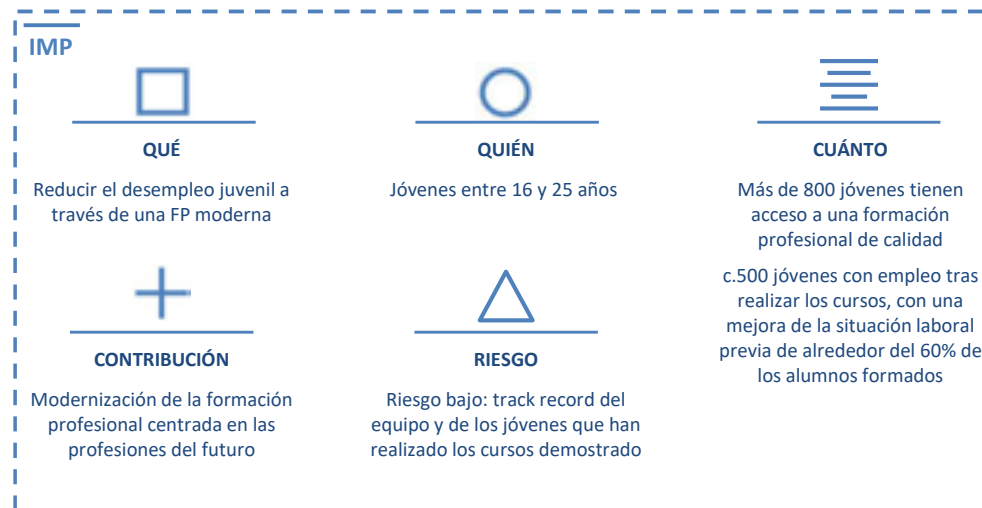 IMP
QUÉ
Reducir el desempleo juvenil a
través de una FP moderna
QUIÉN
Jóvenes entre 16 y 25 años
CUÁNTO
Más de 800 jóvenes tienen
acceso a una formación
profesional de calidad
c.500 jóvenes con empleo tras
realizar los cursos, con una
mejora de la situación laboral
previa de alrededor del 60% de
los alumnos formados
CONTRIBUCIÓN
Modernización de la formación
profesional centrada en las
profesiones del futuro
RIESGO
Riesgo bajo: track record del
equipo y de los jóvenes que han
realizado los cursos demostrado